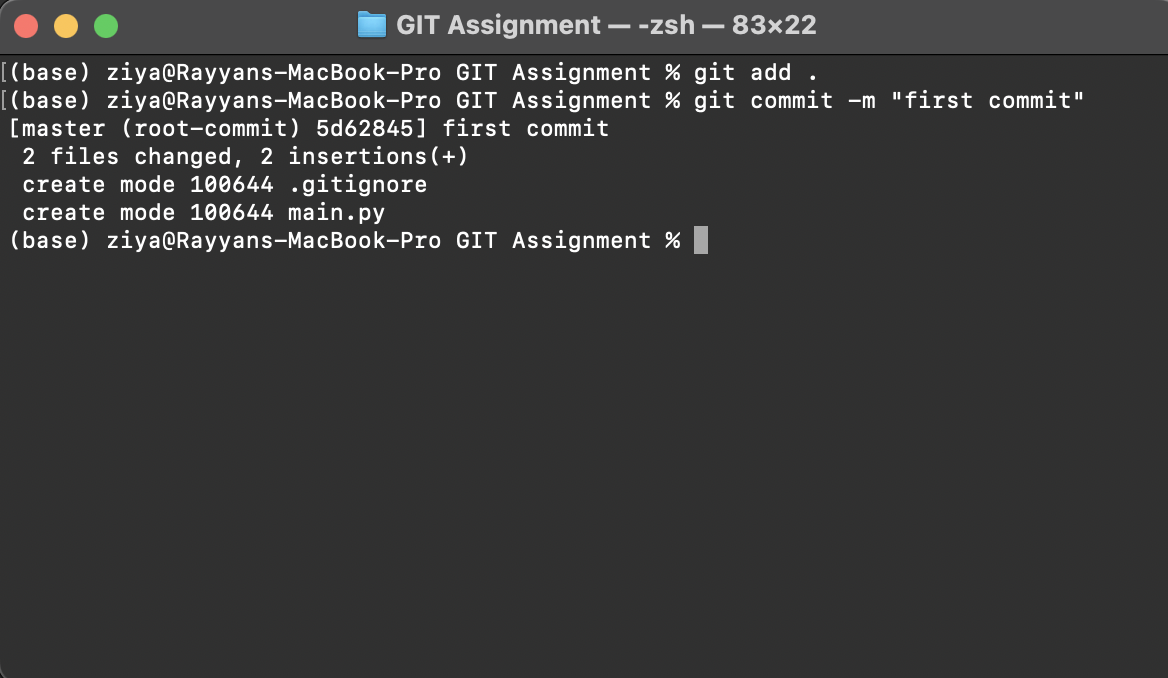 GIT Assignment — -zsh — 83×22
[(base) ziya@Rayyans-MacBook-Pro GIT Assignment % git add .
[(base) ziya@Rayyans-MacBook-Pro GIT Assignment % git commit -m "first commit"
[master (root-commit) 5d62845] first commit
 2 files changed, 2 insertions(+)
 create mode 100644 .gitignore
 create mode 100644 main.py
(base) ziya@Rayyans-MacBook-Pro GIT Assignment %